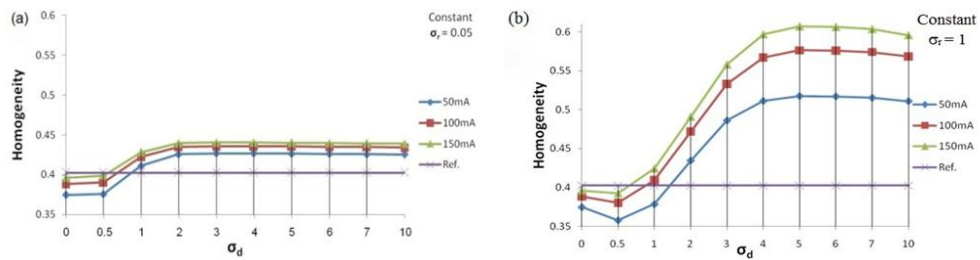 (a)
Constant
σr = 0.05
Homogeneity
0.6
0.55
0.5
0.45
0.4
0.35
0 0.5 1 2 3 4 5 6 7 10
σd
50mA
100mA
150mA
Ref.
(b)
Constant
σr = 1
Homogeneity
0.6
0.55
0.5
0.45
0.4
0.35
0 0.5 1 2 3 4 5 6 7 10
σd
50mA
100mA
150mA
Ref.